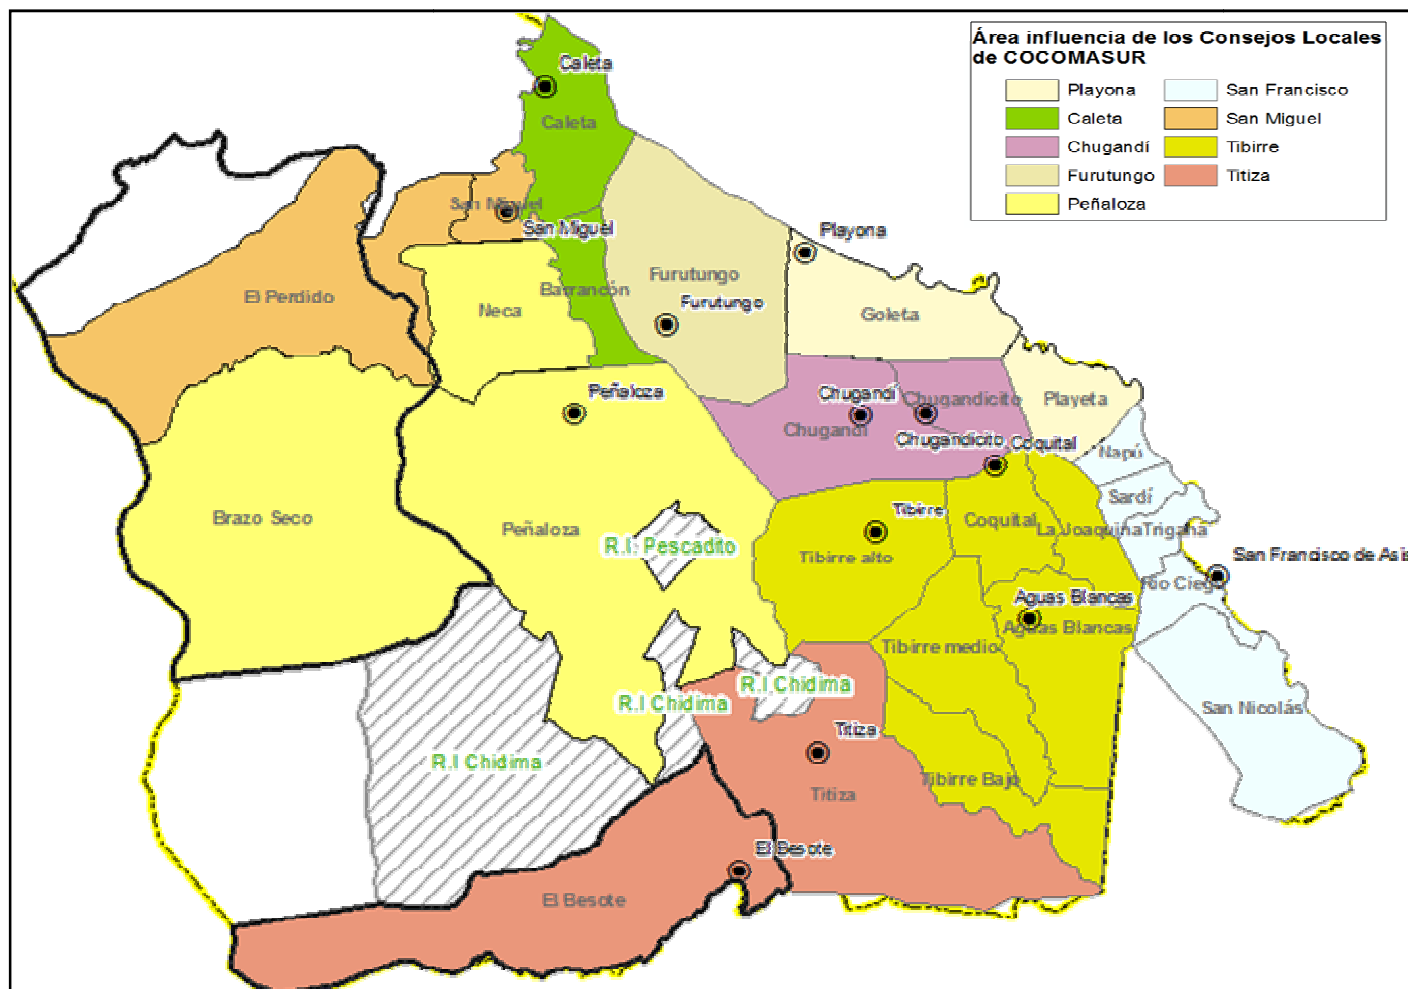 Área influencia de los Consejos Locales
de COCOMASUR
Playona
San Francisco
Caleta
San Miguel
Chugandí
Tibirre
Furutungo
Titiza
Peñaloza
Caleta
Caleta
San Miguel
San Miguel
Playona
El Perdido
Neca
Barrancón
Furutungo
Furutungo
Goleta
Peñaloza
Chugandí
Chugandicito
Playeta
Chugandí
Chugandicito
Coquital
Napú
Sardí
Brazo Seco
Peñaloza
R.I. Pescadito
Tibirre
Coquital
La Joaquina
Trigana
Tibirre alto
San Francisco de Asis
Rio Ciego
Aguas Blancas
Aguas Blancas
Tibirre medio
R.I Chidima
R.I Chidima
San Nicolás
Titiza
R.I Chidima
Tibirre Bajo
Titiza
El Besote
El Besote